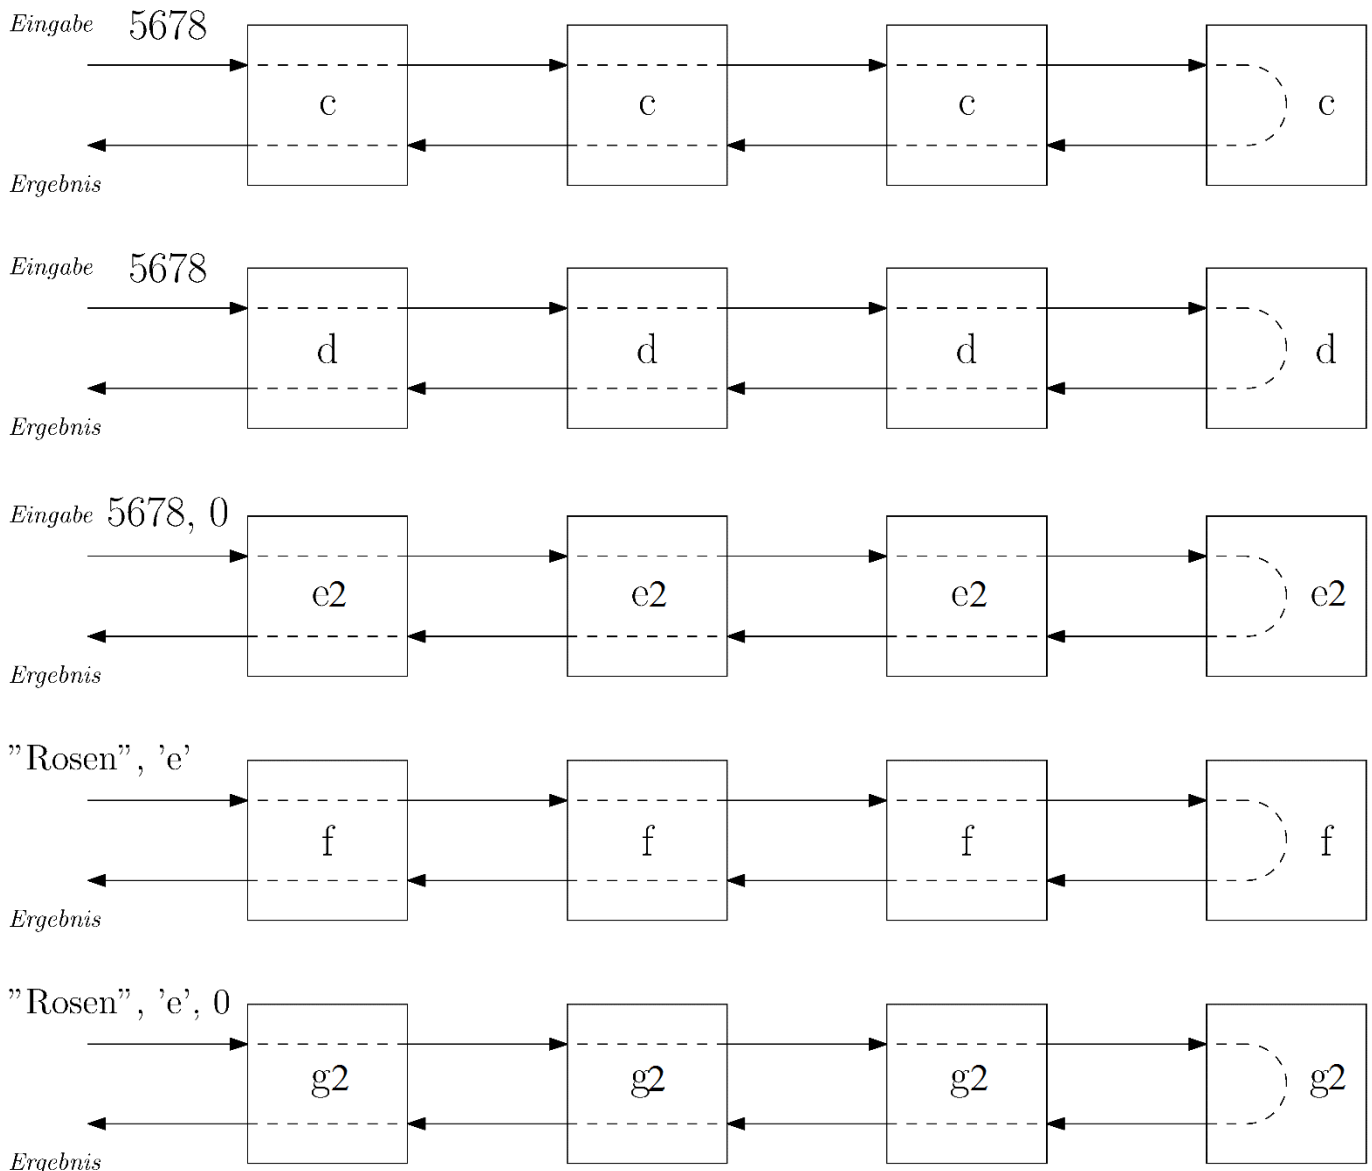 Eingabe 5678
c c c c
Ergebnis
Eingabe 5678
d d d d
Ergebnis
Eingabe 5678, 0
e2 e2 e2 e2
Ergebnis
”Rosen”, ’e’
f f f f
Ergebnis
”Rosen”, ’e’, 0
g2 g2 g2 g2
Ergebnis